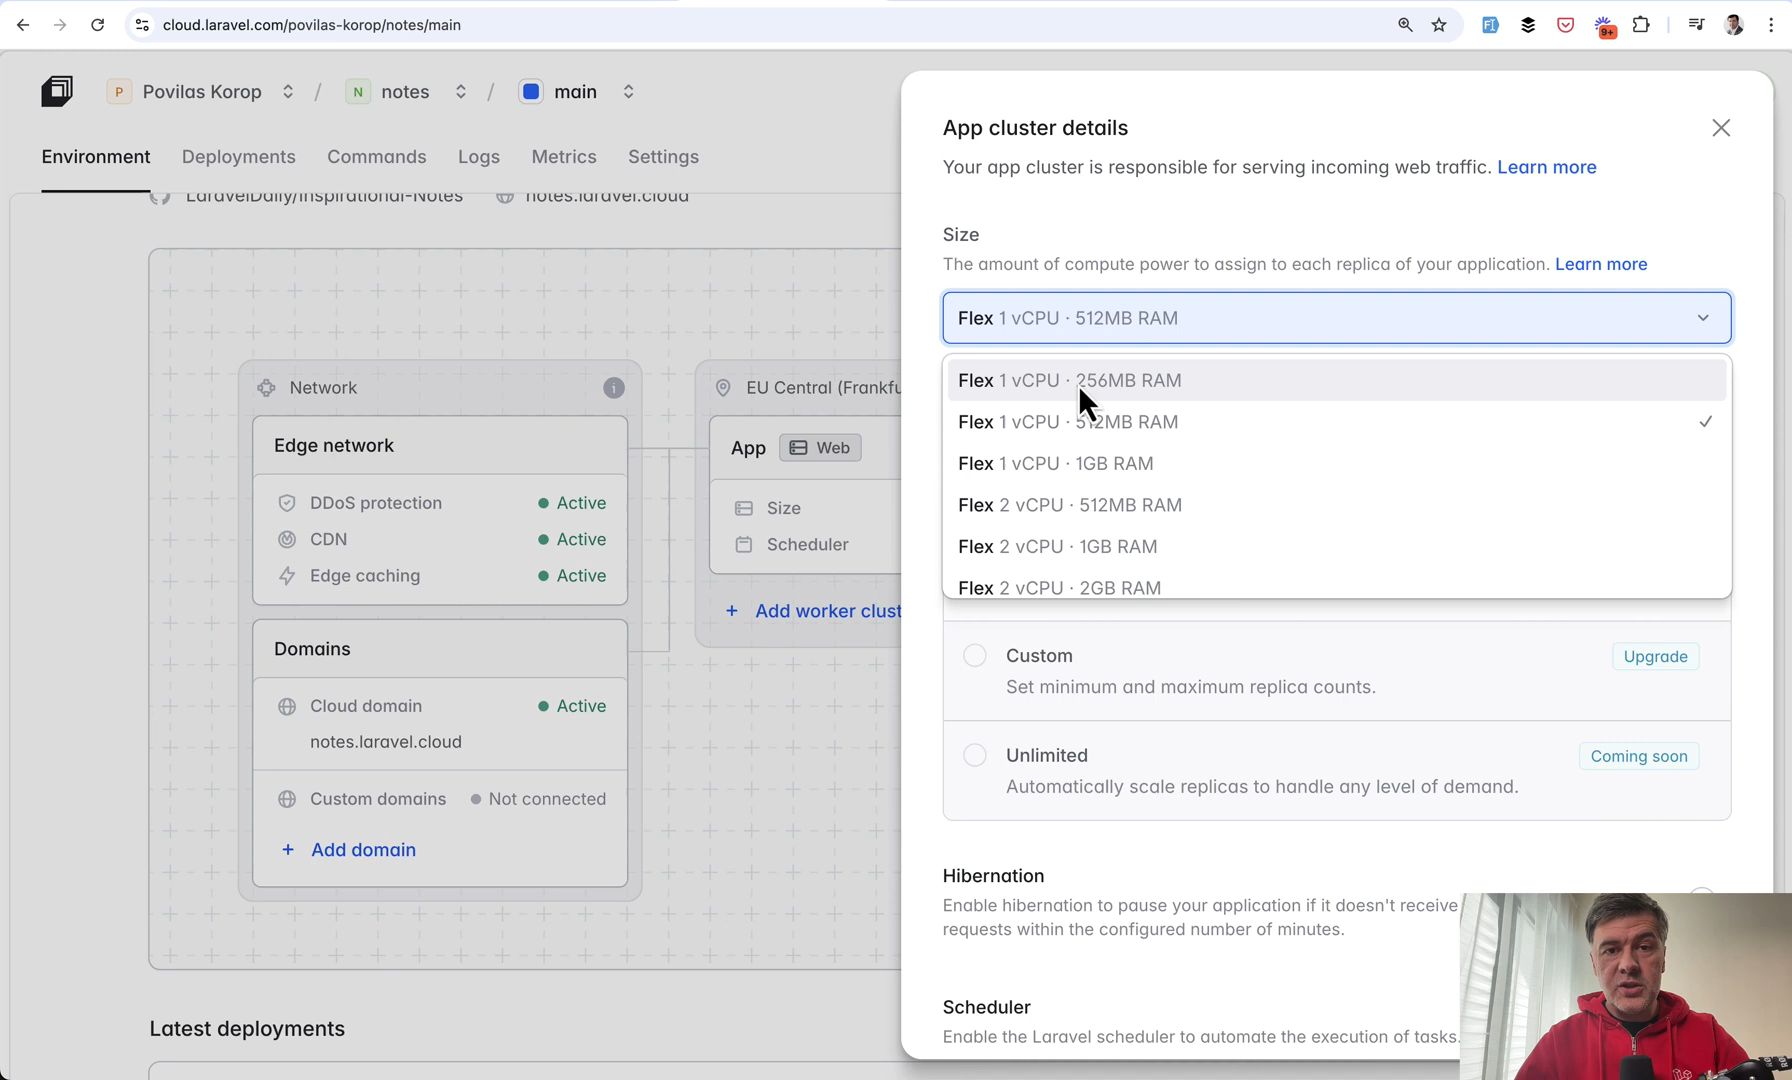 cloud.laravel.com/povilas-korop/notes/main
9+
P Povilas Korop / N notes / main
Environment Deployments Commands Logs Metrics Settings
LaravelDaily/Inspirational-Notes notes.laravel.cloud
Network
Edge network
DDoS protection Active
CDN Active
Edge caching Active
Domains
Cloud domain Active
notes.laravel.cloud
Custom domains Not connected
+ Add domain
EU Central (Frankfu
App Web
Size
Scheduler
+ Add worker clust
Latest deployments
App cluster details
Your app cluster is responsible for serving incoming web traffic. Learn more
Size
The amount of compute power to assign to each replica of your application. Learn more
Flex 1 vCPU · 512MB RAM
Flex 1 vCPU · 256MB RAM
Flex 1 vCPU · 512MB RAM
Flex 1 vCPU · 1GB RAM
Flex 2 vCPU · 512MB RAM
Flex 2 vCPU · 1GB RAM
Flex 2 vCPU · 2GB RAM
Custom Upgrade
Set minimum and maximum replica counts.
Unlimited Coming soon
Automatically scale replicas to handle any level of demand.
Hibernation
Enable hibernation to pause your application if it doesn't receive
requests within the configured number of minutes.
Scheduler
Enable the Laravel scheduler to automate the execution of tasks.